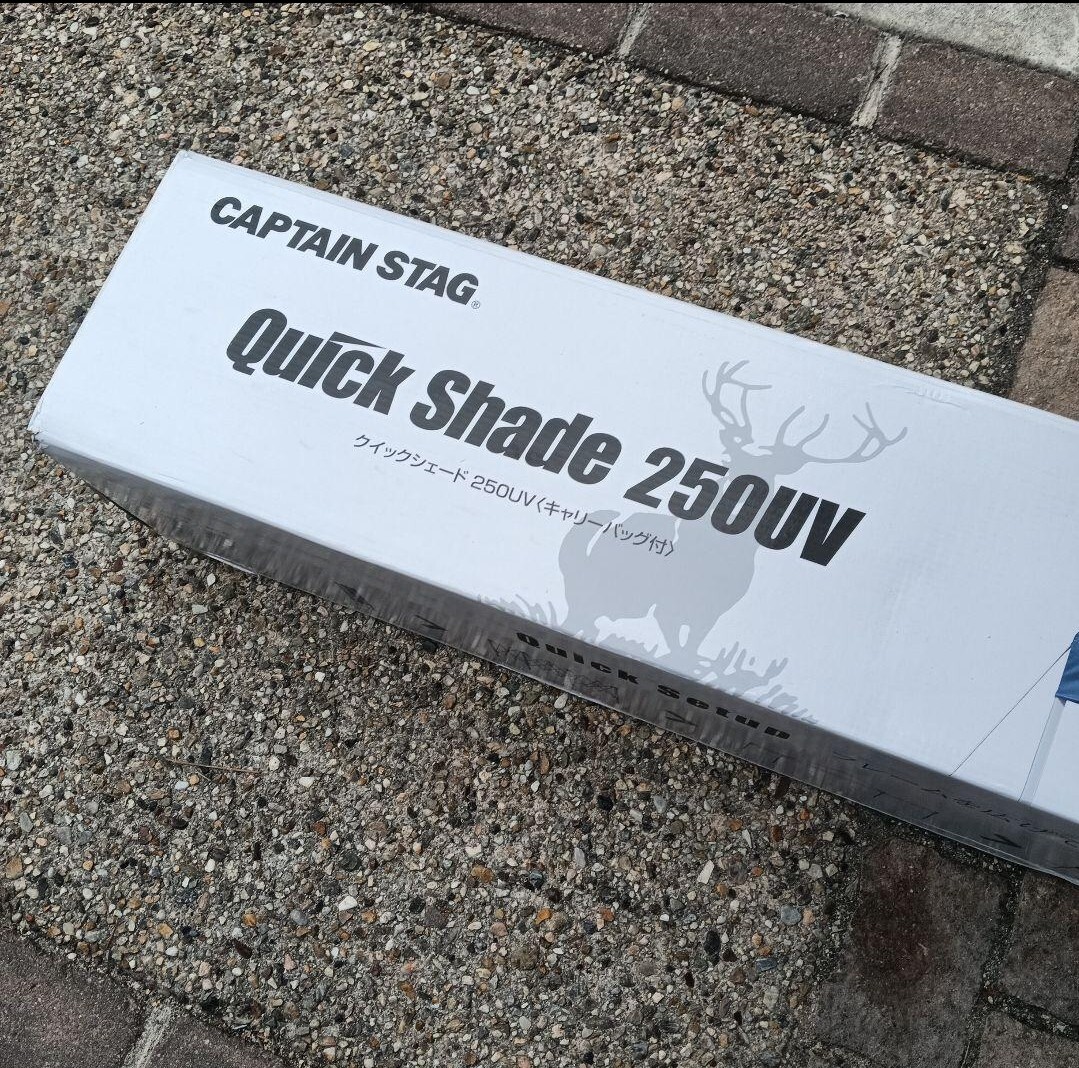 CAPTAIN STAG®
Quick Shade 250UV
クイックシェード 250UV〈キャリーバッグ付〉
Quick Setup